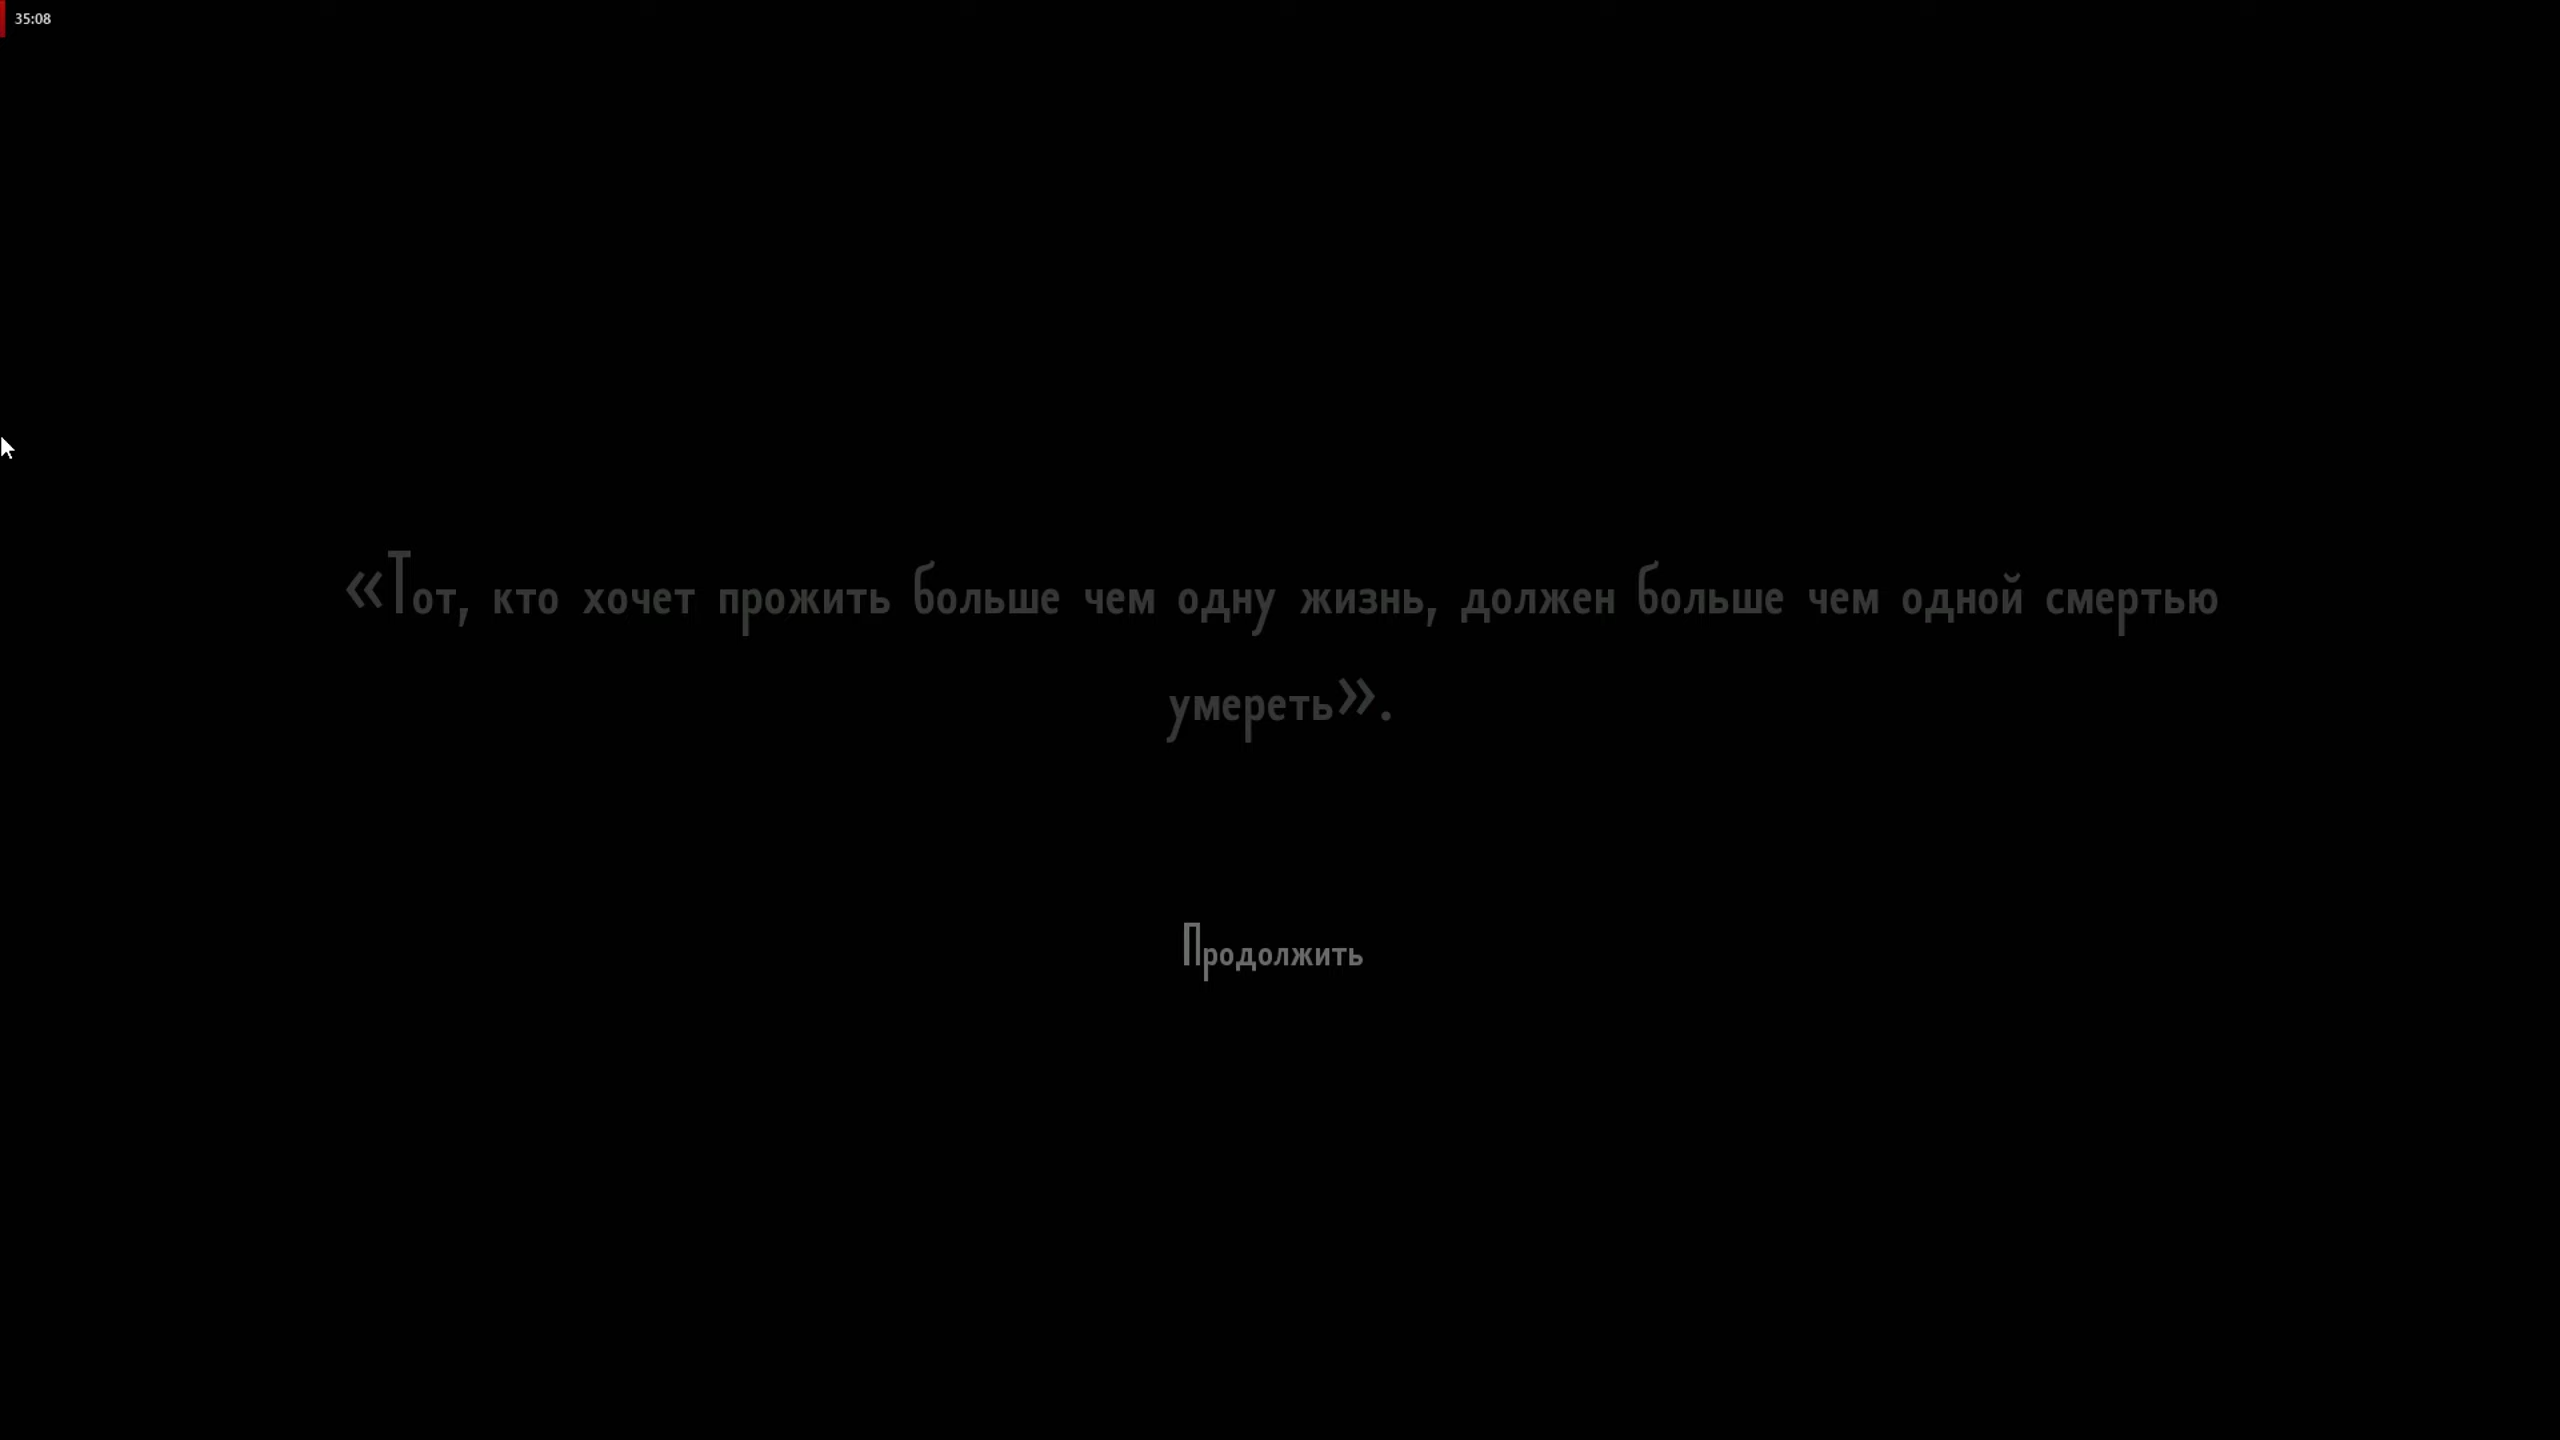 35:08
«Тот, кто хочет прожить больше чем одну жизнь, должен больше чем одной смертью
умереть».
Продолжить